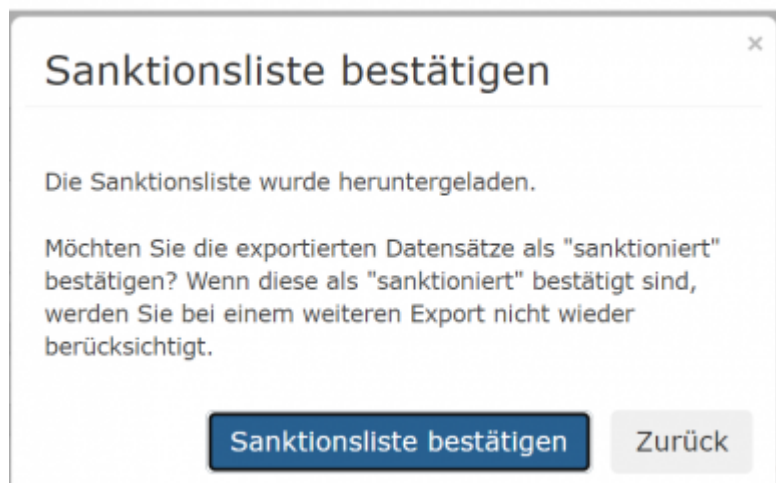 ×
Sanktionsliste bestätigen
Die Sanktionsliste wurde heruntergeladen.
Möchten Sie die exportierten Datensätze als "sanktioniert"
bestätigen? Wenn diese als "sanktioniert" bestätigt sind,
werden Sie bei einem weiteren Export nicht wieder
berücksichtigt.
Sanktionsliste bestätigen Zurück